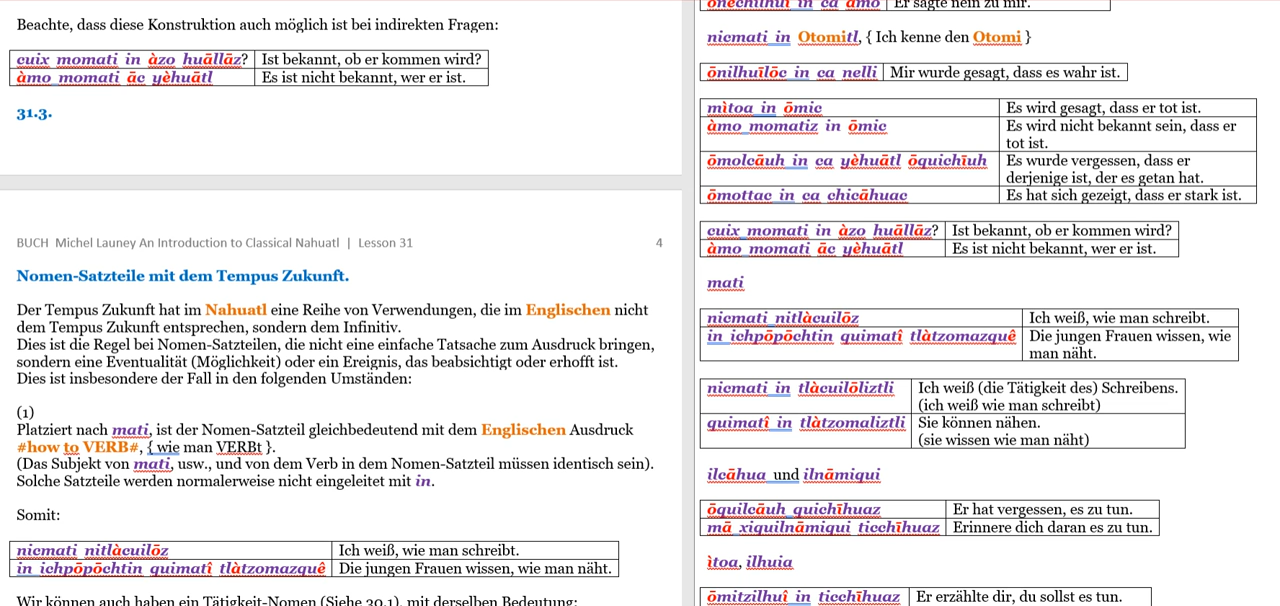 Beachte, dass diese Konstruktion auch möglich ist bei indirekten Fragen:
cuix momati in àzo huāllāz? Ist bekannt, ob er kommen wird?
àmo momati āc yèhuātl Es ist nicht bekannt, wer er ist.
31.3.
BUCH Michel Launey An Introduction to Classical Nahuatl | Lesson 31 4
Nomen-Satzteile mit dem Tempus Zukunft.
Der Tempus Zukunft hat im Nahuatl eine Reihe von Verwendungen, die im Englischen nicht
dem Tempus Zukunft entsprechen, sondern dem Infinitiv.
Dies ist die Regel bei Nomen-Satzteilen, die nicht eine einfache Tatsache zum Ausdruck bringen,
sondern eine Eventualität (Möglichkeit) oder ein Ereignis, das beabsichtigt oder erhofft ist.
Dies ist insbesondere der Fall in den folgenden Umständen:
(1)
Platziert nach mati, ist der Nomen-Satzteil gleichbedeutend mit dem Englischen Ausdruck
#how to VERB#, { wie man VERBt }.
(Das Subjekt von mati, usw., und von dem Verb in dem Nomen-Satzteil müssen identisch sein).
Solche Satzteile werden normalerweise nicht eingeleitet mit in.
Somit:
nicmati nitlàcuilōz Ich weiß, wie man schreibt.
in ichpōpōchtin quimatî tlàtzomazquê Die jungen Frauen wissen, wie man näht.
Wir können auch haben ein Tätigkeit-Nomen (Siehe 30.1), mit derselben Bedeutung:
ōnēchilhuî in ca àmo Er sagte nein zu mir.
nicmati in Otomitl, { Ich kenne den Otomi }
ōnilhuīlōc in ca nelli Mir wurde gesagt, dass es wahr ist.
mìtoa in ōmic Es wird gesagt, dass er tot ist.
àmo momatiz in ōmic Es wird nicht bekannt sein, dass er
tot ist.
ōmolcāuh in ca yèhuātl ōquichīuh Es wurde vergessen, dass er
derjenige ist, der es getan hat.
ōmottac in ca chicāhuac Es hat sich gezeigt, dass er stark ist.
cuix momati in àzo huāllāz? Ist bekannt, ob er kommen wird?
àmo momati āc yèhuātl Es ist nicht bekannt, wer er ist.
mati
nicmati nitlàcuilōz Ich weiß, wie man schreibt.
in ichpōpōchtin quimatî tlàtzomazquê Die jungen Frauen wissen, wie
man näht.
nicmati in tlàcuilōliztli Ich weiß (die Tätigkeit des) Schreibens.
(ich weiß wie man schreibt)
quimatî in tlàtzomaliztli Sie können nähen.
(sie wissen wie man näht)
ilcāhua und ilnāmiqui
ōquilcāuh quichīhuaz Er hat vergessen, es zu tun.
mā xiquilnāmiqui ticchīhuaz Erinnere dich daran es zu tun.
ìtoa, ilhuia
ōmitzilhuî in ticchīhuaz Er erzählte dir, du sollst es tun.